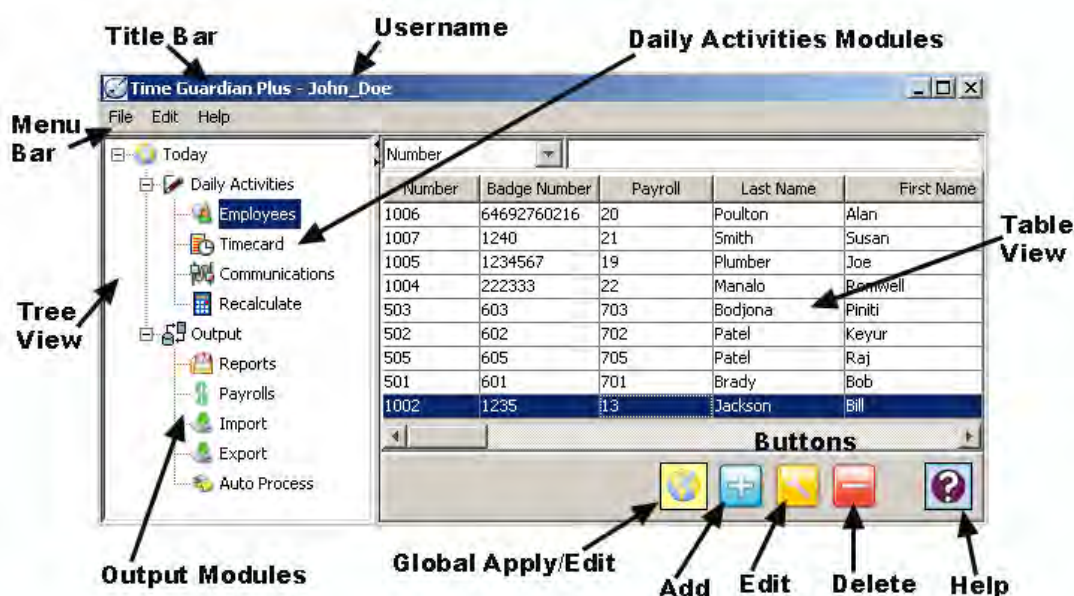 Title Bar
Username
Daily Activities Modules
Time Guardian Plus - John_Doe
File Edit Help
Menu Bar
Today
Daily Activities
Employees
Timecard
Communications
Recalculate
Output
Reports
Payrolls
Import
Export
Auto Process
Tree View
Number
Number Badge Number Payroll Last Name First Name
1006 64692760216 20 Poulton Alan
1007 1240 21 Smith Susan
1005 1234567 19 Plumber Joe
1004 222333 22 Manalo Romwell
503 603 703 Bodjona Piniti
502 602 702 Patel Keyur
505 605 705 Patel Raj
501 601 701 Brady Bob
1002 1235 13 Jackson Bill
Table View
Buttons
?
Output Modules
Global Apply/Edit
Add
Edit
Delete
Help